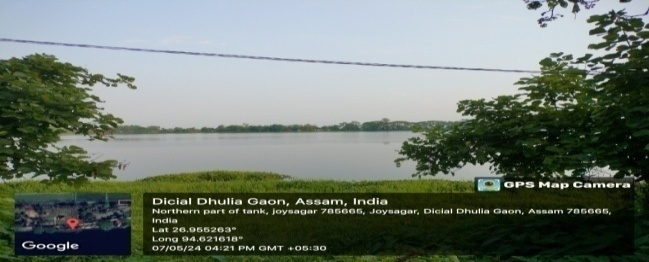 GPS Map Camera
Dicial Dhulia Gaon, Assam, India
Northern part of tank, joysagar 785665, Joysagar, Dicial Dhulia Gaon, Assam 785665,
India
Lat 26.955263°
Long 94.621618°
07/05/24 04:21 PM GMT +05:30
Google